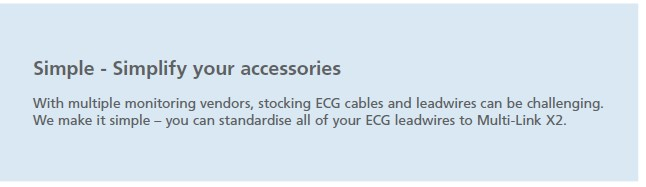 Simple - Simplify your accessories
With multiple monitoring vendors, stocking ECG cables and leadwires can be challenging.
We make it simple – you can standardise all of your ECG leadwires to Multi-Link X2.